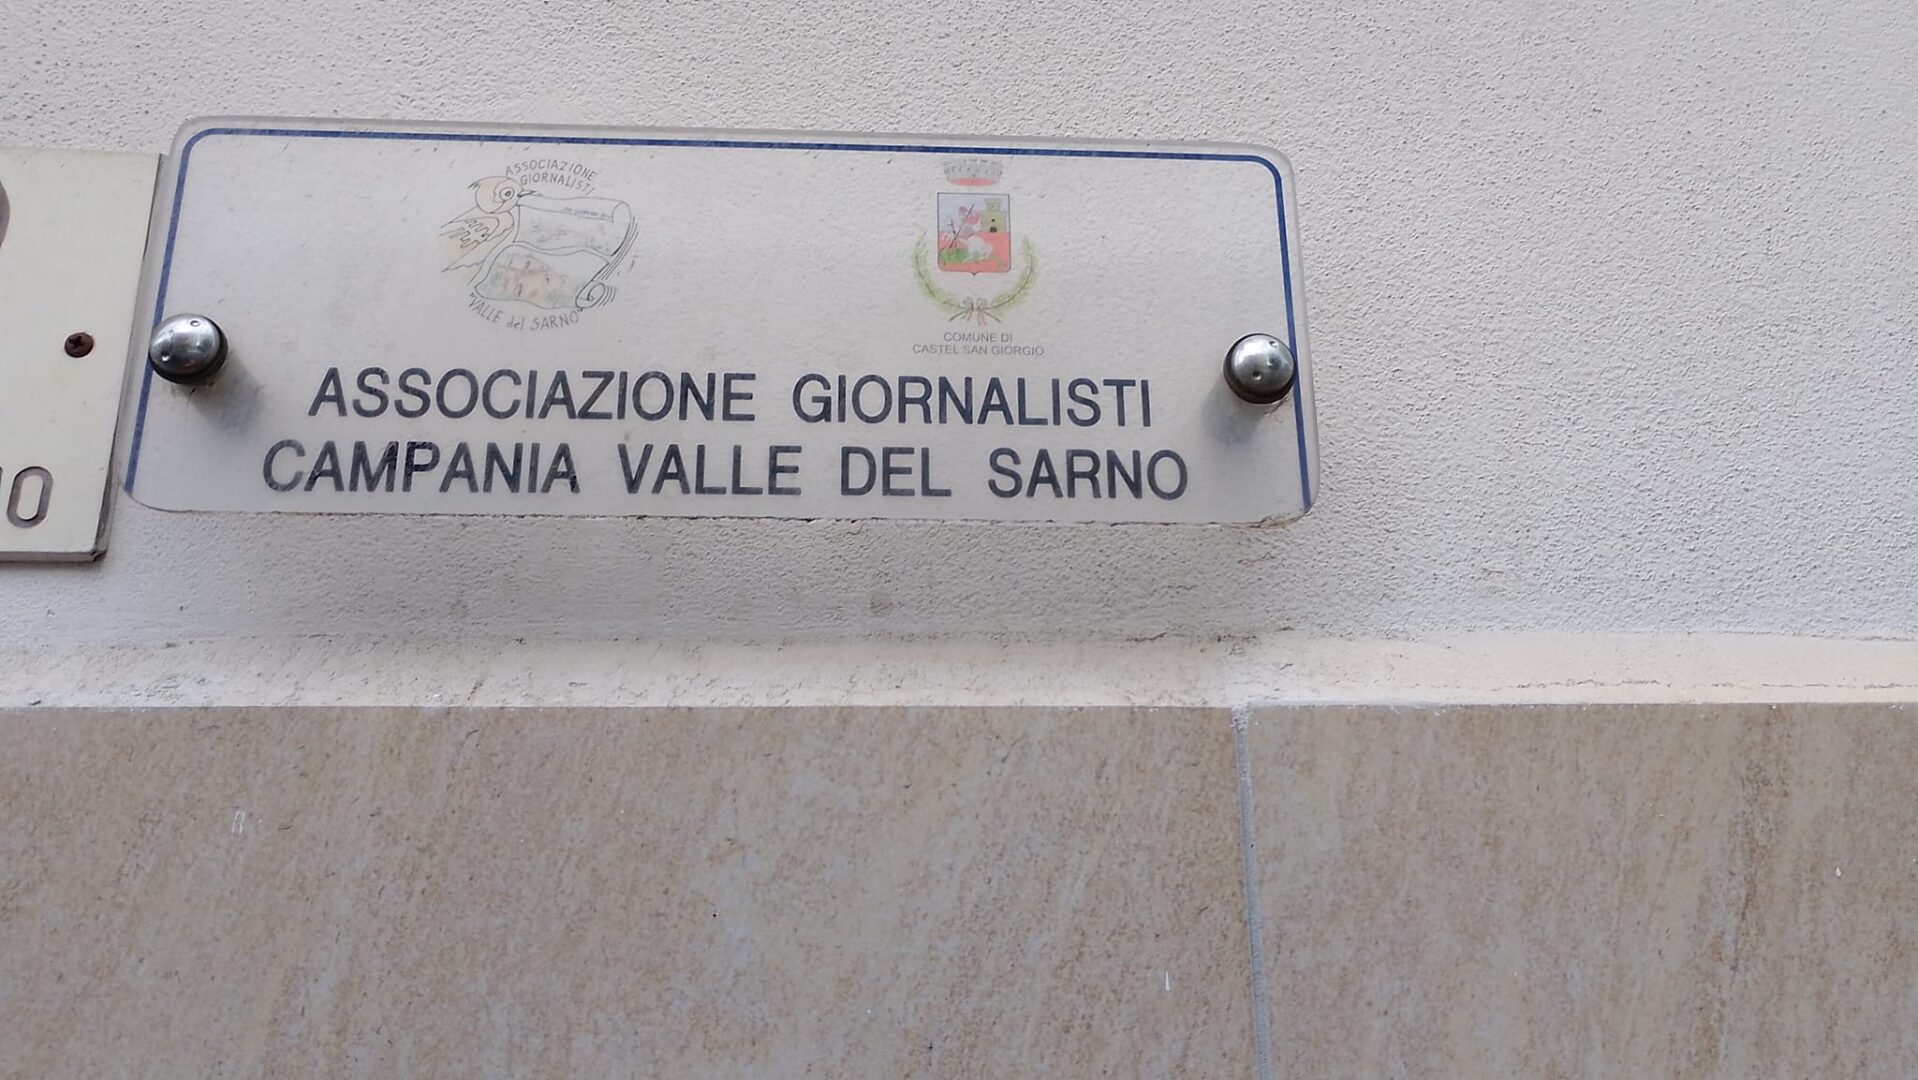 ASSOCIAZIONE
GIORNALISTI
"VALLE del SARNO"
COMUNE DI
CASTEL SAN GIORGIO
ASSOCIAZIONE GIORNALISTI
CAMPANIA VALLE DEL SARNO